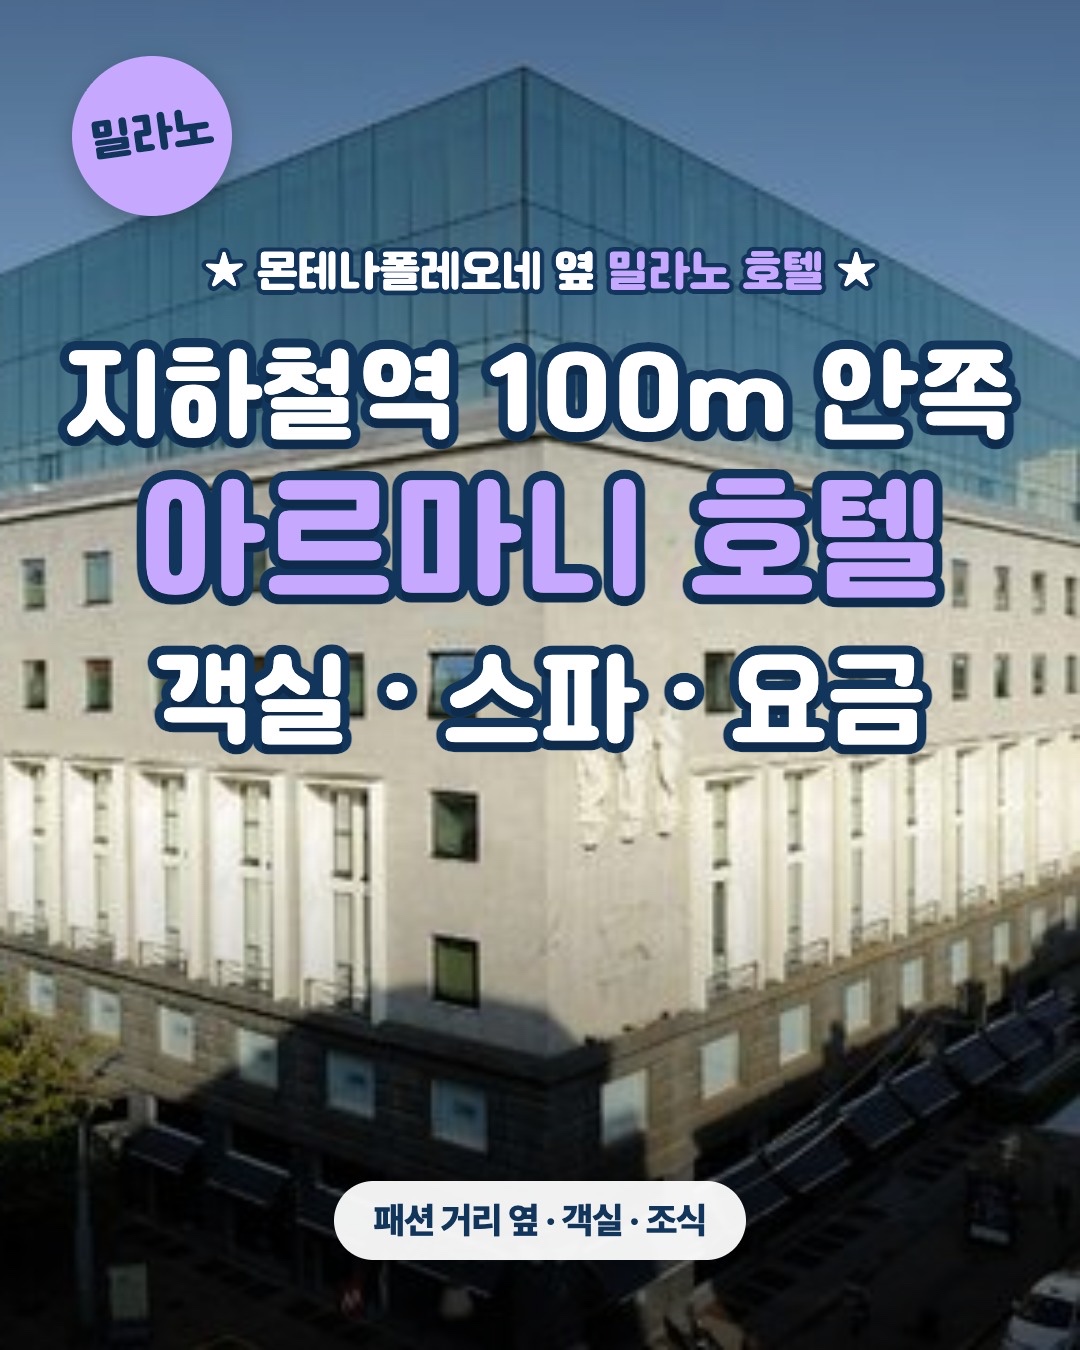 밀라노
★ 몬테나폴레오네 옆 밀라노 호텔 ★
지하철역 100m 안쪽
아르마니 호텔
객실 · 스파 · 요금
패션 거리 옆 · 객실 · 조식